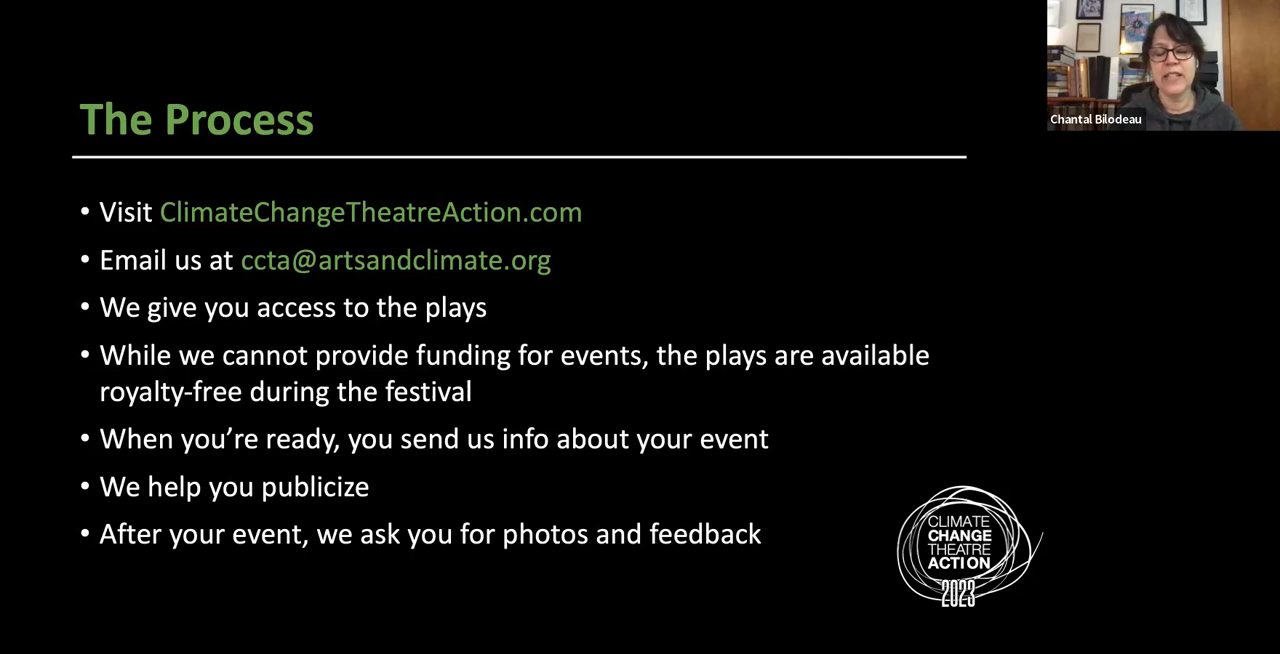 The Process
• Visit ClimateChangeTheatreAction.com
• Email us at ccta@artsandclimate.org
• We give you access to the plays
• While we cannot provide funding for events, the plays are available
royalty-free during the festival
• When you’re ready, you send us info about your event
• We help you publicize
• After your event, we ask you for photos and feedback
CLIMATE
CHANGE
THEATRE
ACTION
2023
Chantal Bilodeau